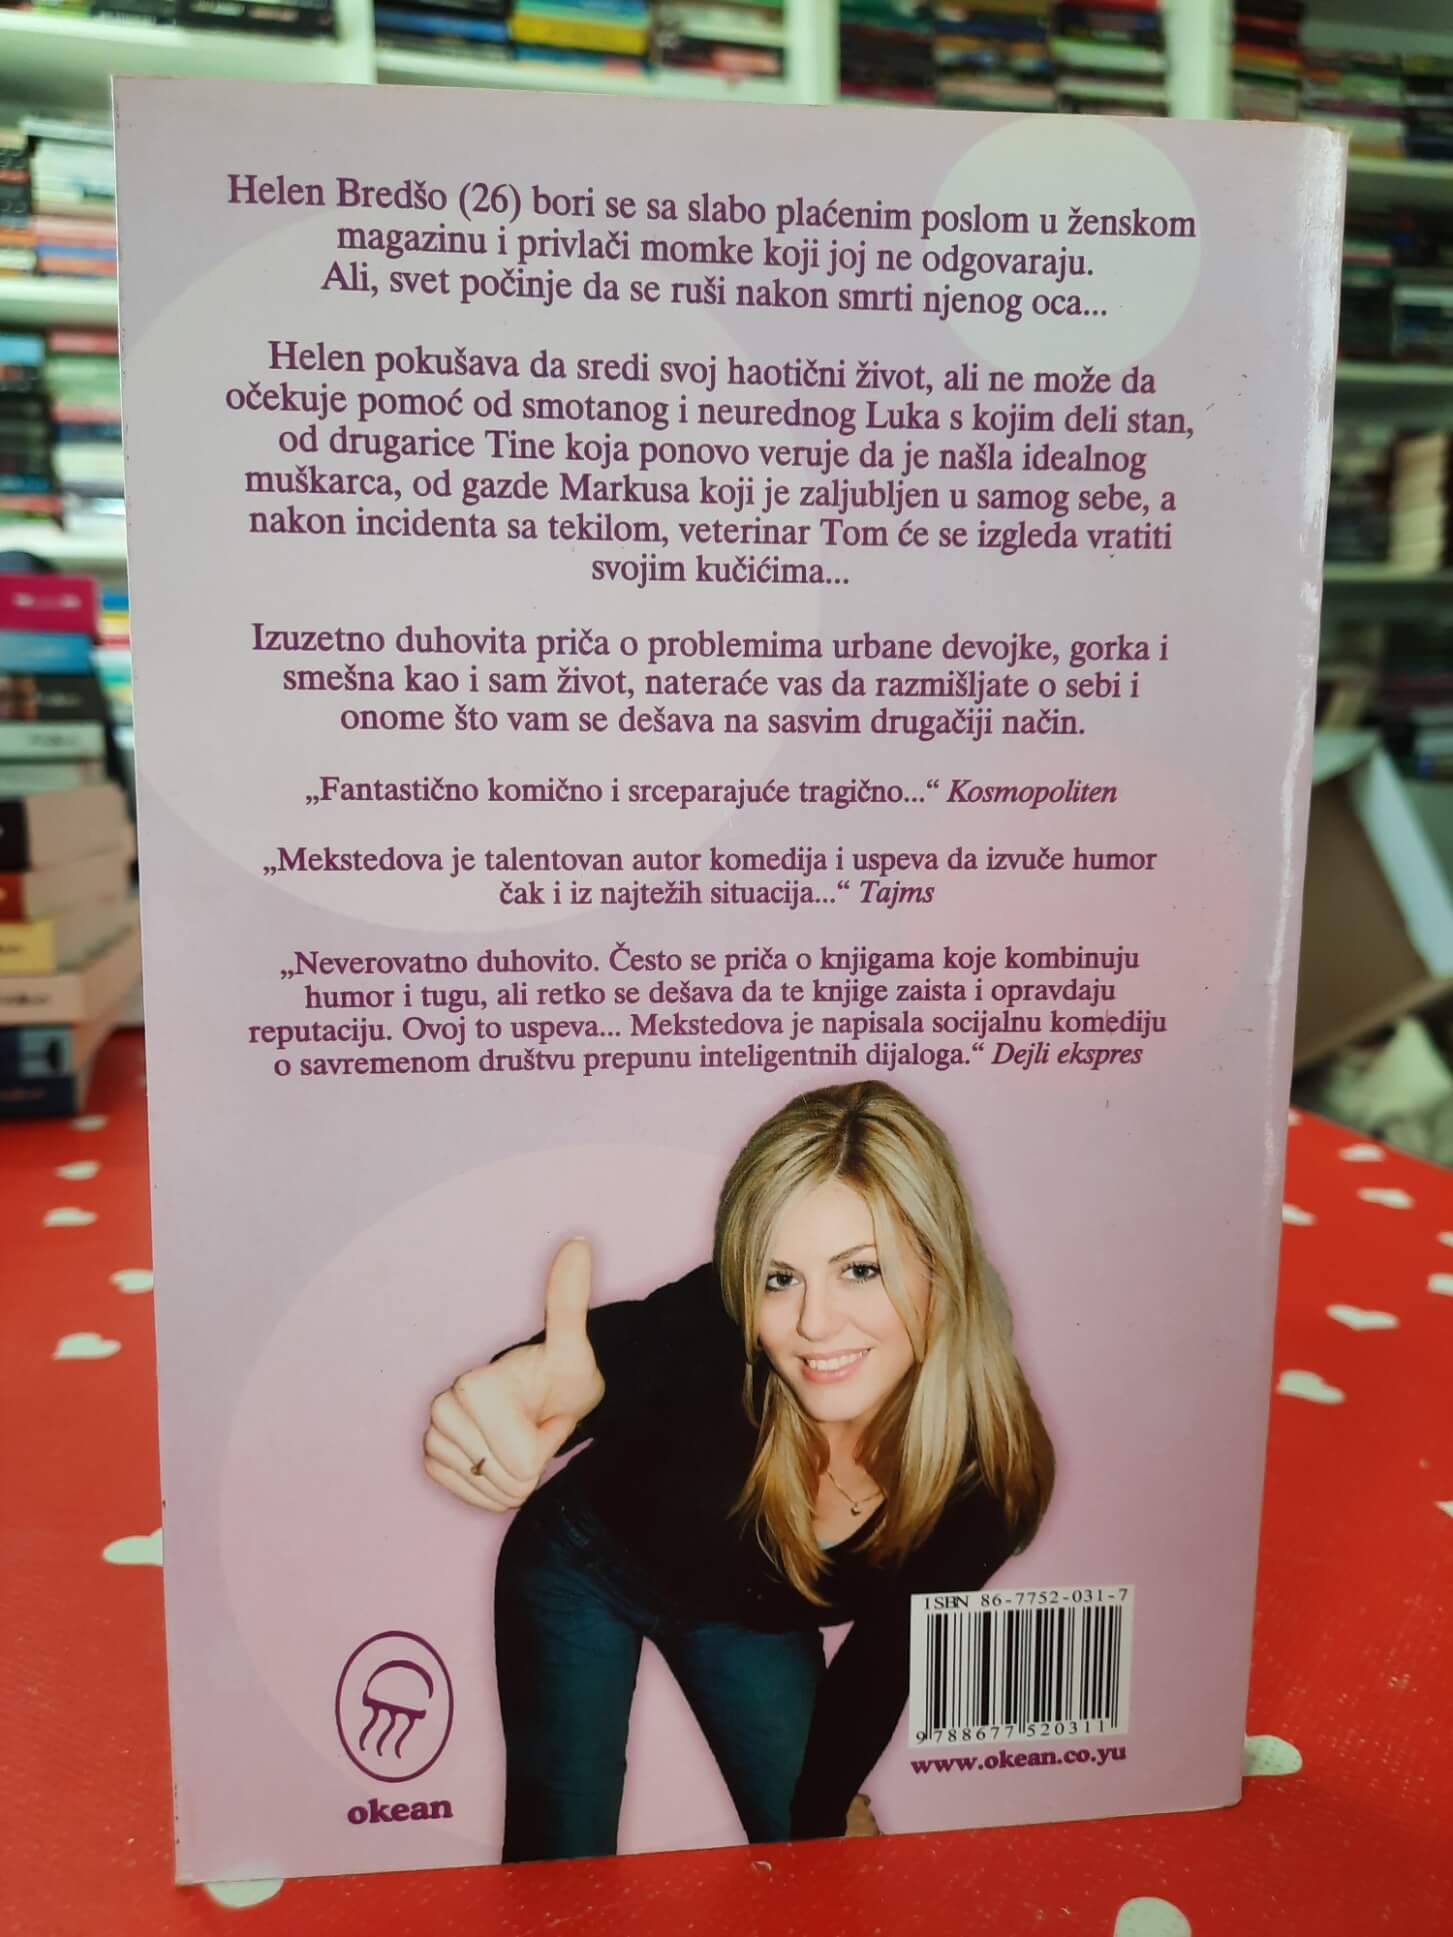 Helen Bredšo (26) bori se sa slabo plaćenim poslom u ženskom
magazinu i privlači momke koji joj ne odgovaraju.
Ali, svet počinje da se ruši nakon smrti njenog oca...
Helen pokušava da sredi svoj haotični život, ali ne može da
očekuje pomoć od smotanog i neurednog Luka s kojim deli stan,
od drugarice Tine koja ponovo veruje da je našla idealnog
muškarca, od gazde Markusa koji je zaljubljen u samog sebe, a
nakon incidenta sa tekilom, veterinar Tom će se izgleda vratiti
svojim kučićima...
Izuzetno duhovita priča o problemima urbane devojke, gorka i
smešna kao i sam život, nateraće vas da razmišljate o sebi i
onome što vam se dešava na sasvim drugačiji način.
„Fantastično komično i srceparajuće tragično...“ Kosmopoliten
„Mekstedova je talentovan autor komedija i uspeva da izvuče humor
čak i iz najtežih situacija...“ Tajms
„Neverovatno duhovito. Često se priča o knjigama koje kombinuju
humor i tugu, ali retko se dešava da te knjige zaista i opravdaju
reputaciju. Ovoj to uspeva... Mekstedova je napisala socijalnu komediju
o savremenom društvu prepunu inteligentnih dijaloga.“ Dejli ekspres
ISBN 86-7752-031-7
9788677520311
www.okean.co.yu
okean